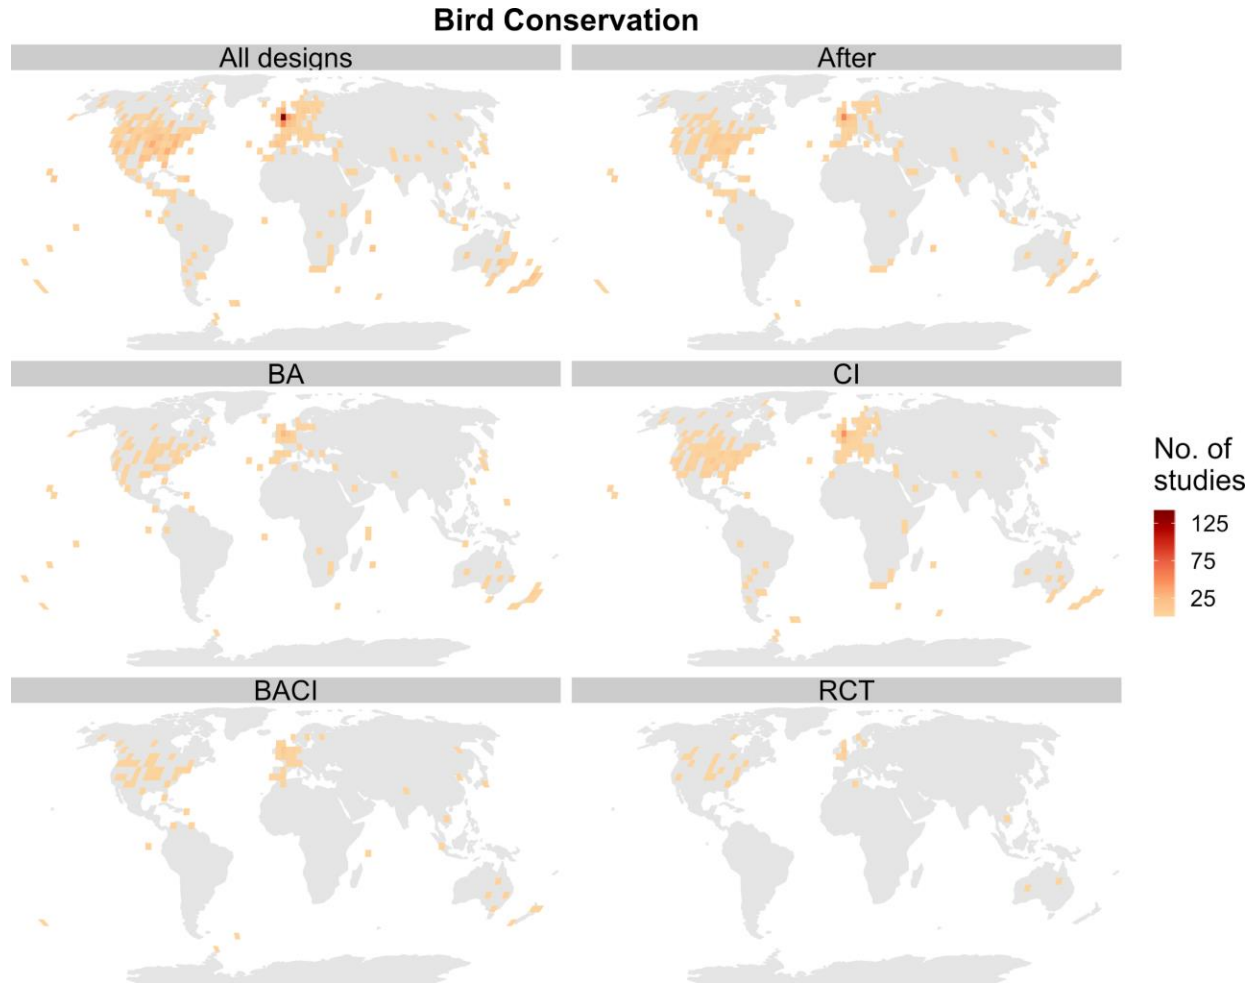 Bird Conservation
All designs
After
BA
CI
BACI
RCT
No. of
studies
125
75
25